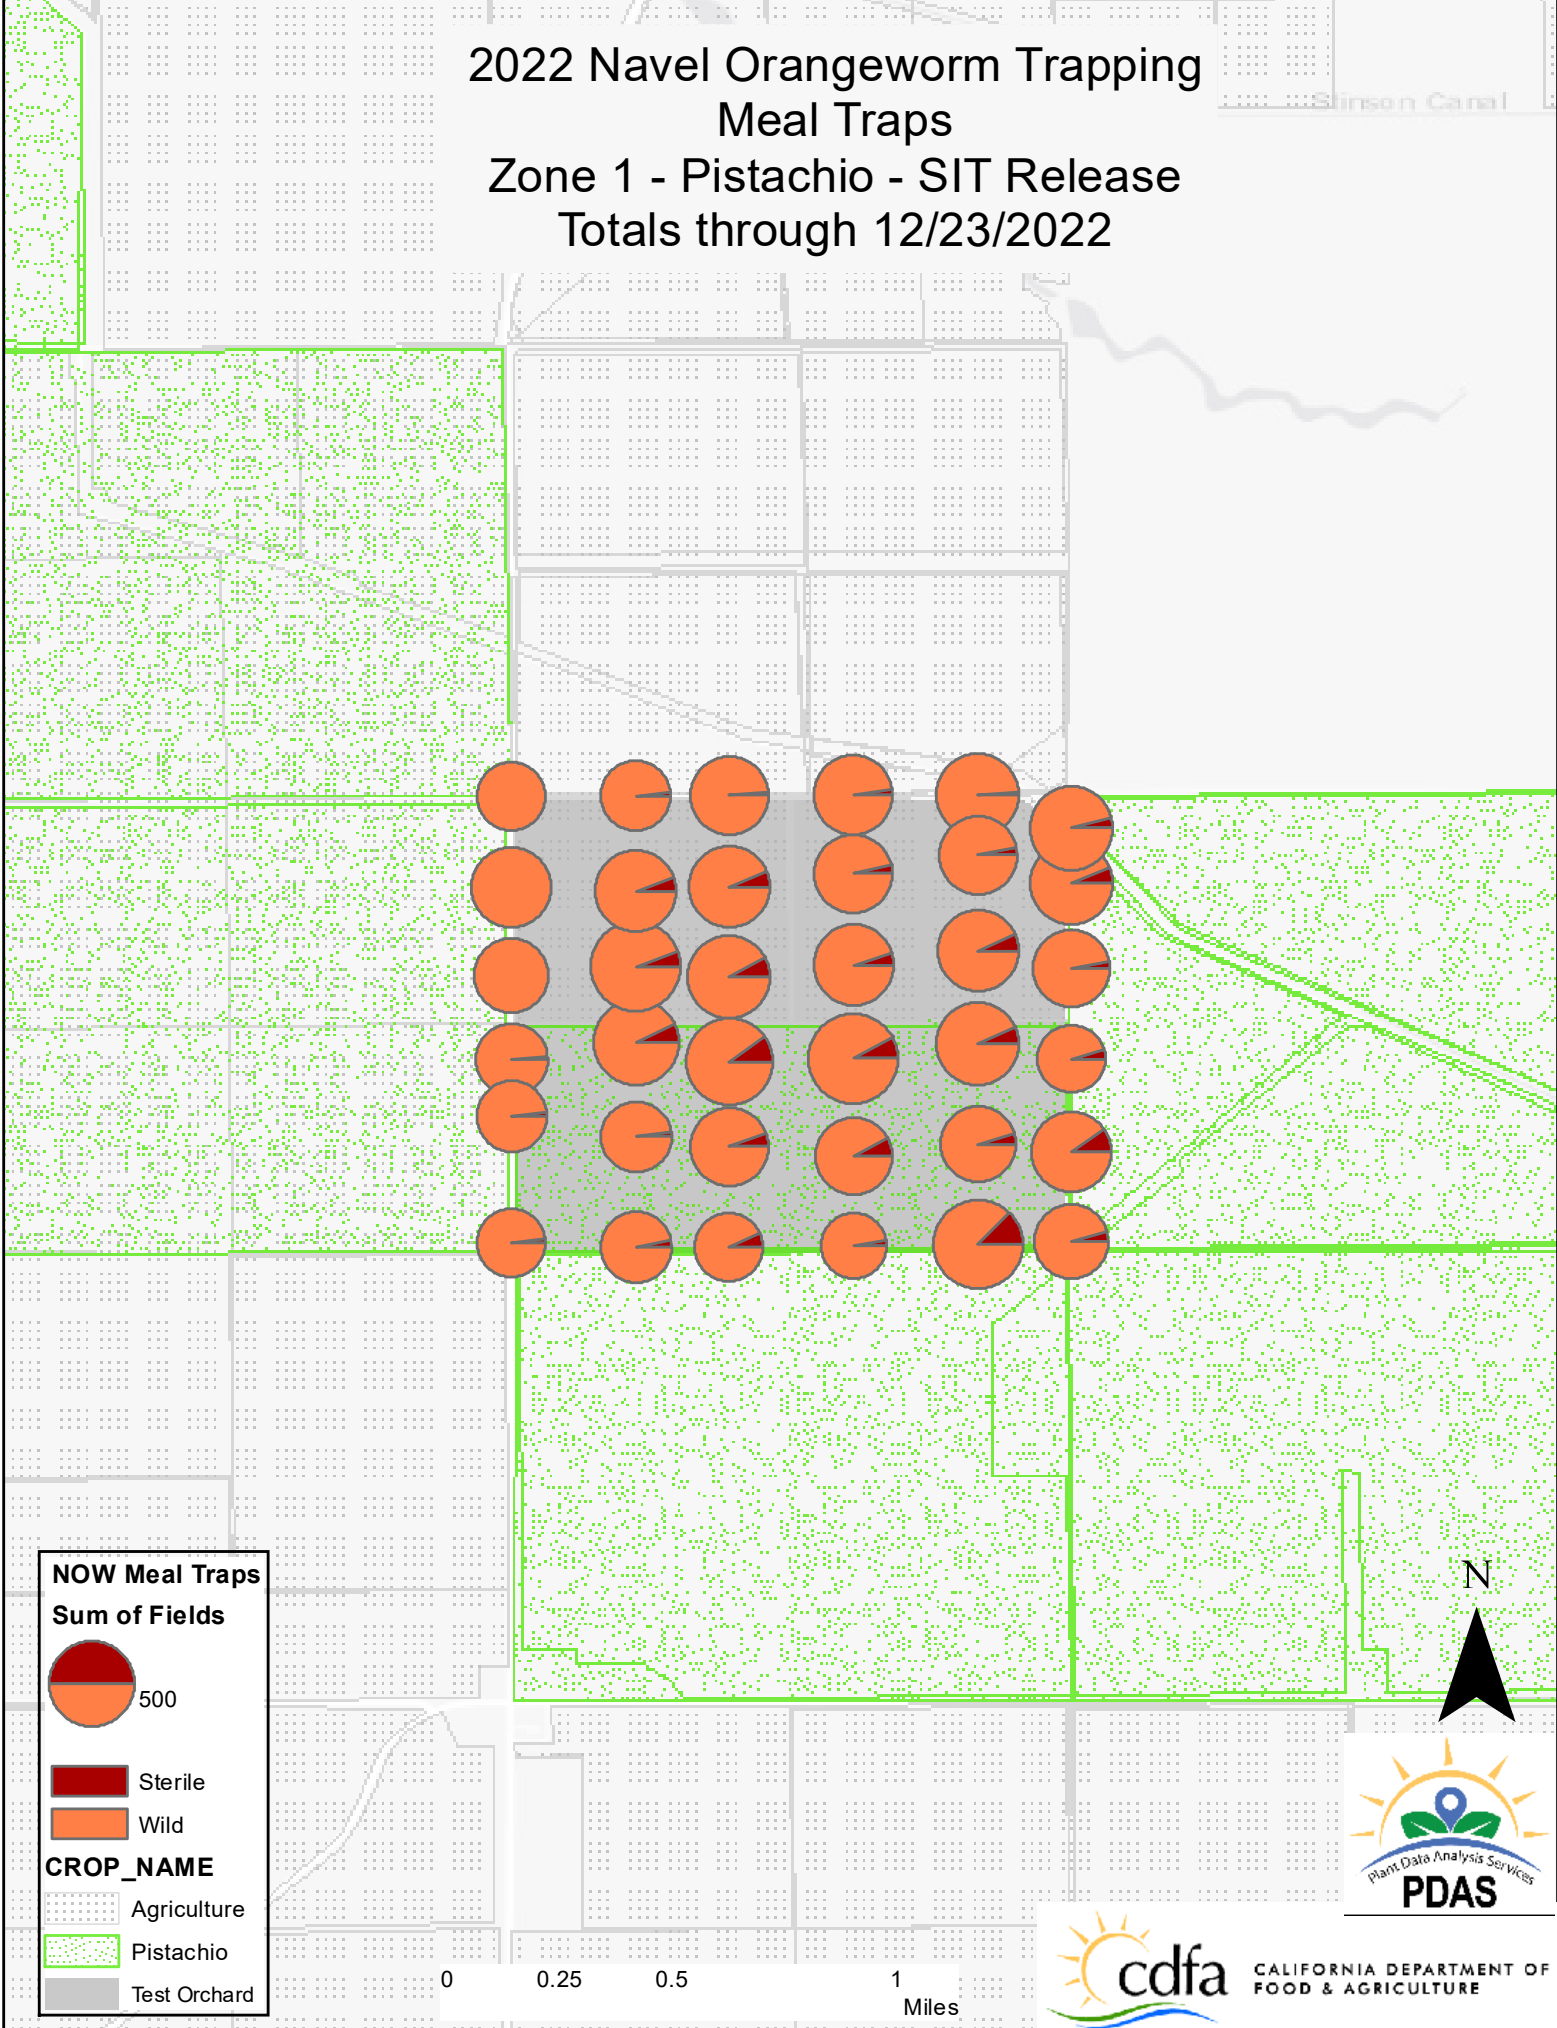 2022 Navel Orangeworm Trapping
Meal Traps
Zone 1 - Pistachio - SIT Release
Totals through 12/23/2022
Stinson Canal
NOW Meal Traps
Sum of Fields
500
Sterile
Wild
CROP_NAME
Agriculture
Pistachio
Test Orchard
0 0.25 0.5 1
Miles
N
Plant Data Analysis Services
PDAS
cdfa
CALIFORNIA DEPARTMENT OF
FOOD & AGRICULTURE